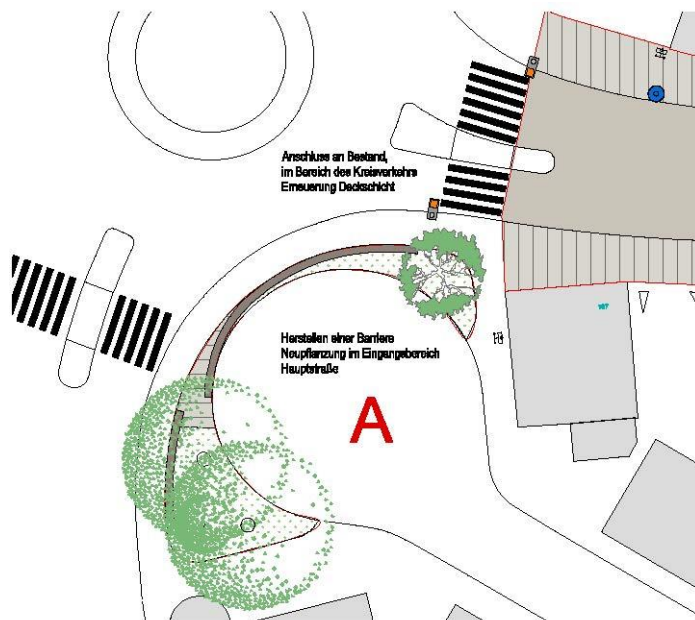 Anschluss an Bestand,
im Bereich des Kreisverkehrs
Erneuerung Deckschicht
Herstellen einer Barriere
Neupflanzung im Eingangsbereich
Hauptstraße
A